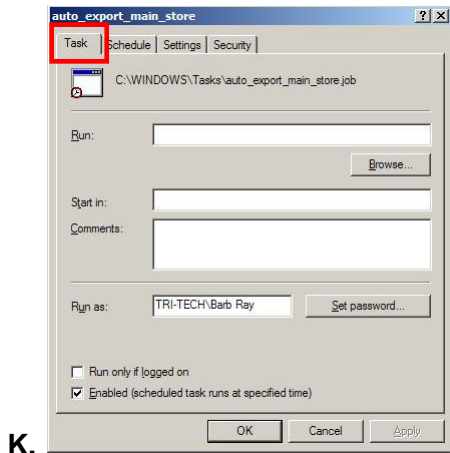 auto_export_main_store
Task Schedule Settings Security
C:\WINDOWS\Tasks\auto_export_main_store.job
Run:
Browse...
Start in:
Comments:
Run as: TRI-TECH\Barb Ray Set password...
Run only if logged on
Enabled (scheduled task runs at specified time)
OK Cancel Apply
K.